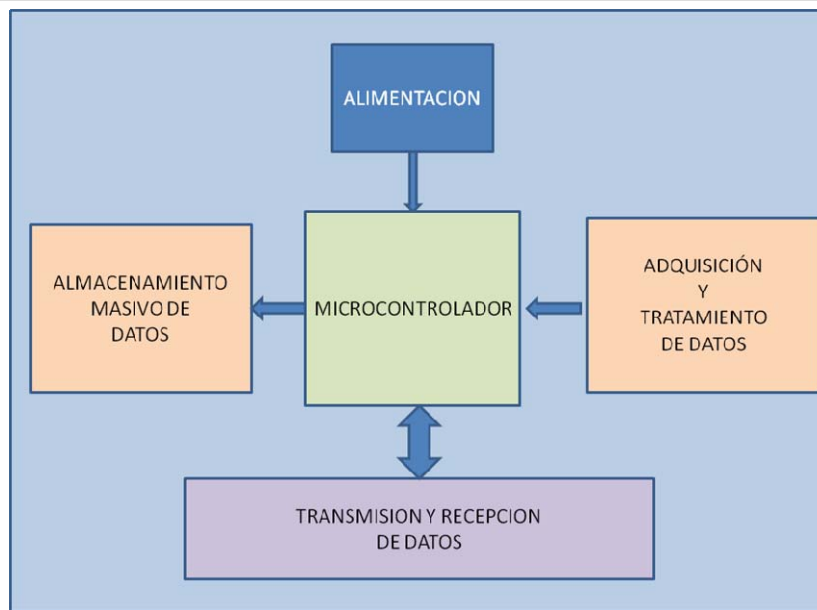 ALIMENTACION
ALMACENAMIENTO
MASIVO DE
DATOS
MICROCONTROLADOR
ADQUISICIÓN
Y
TRATAMIENTO
DE DATOS
TRANSMISION Y RECEPCION
DE DATOS